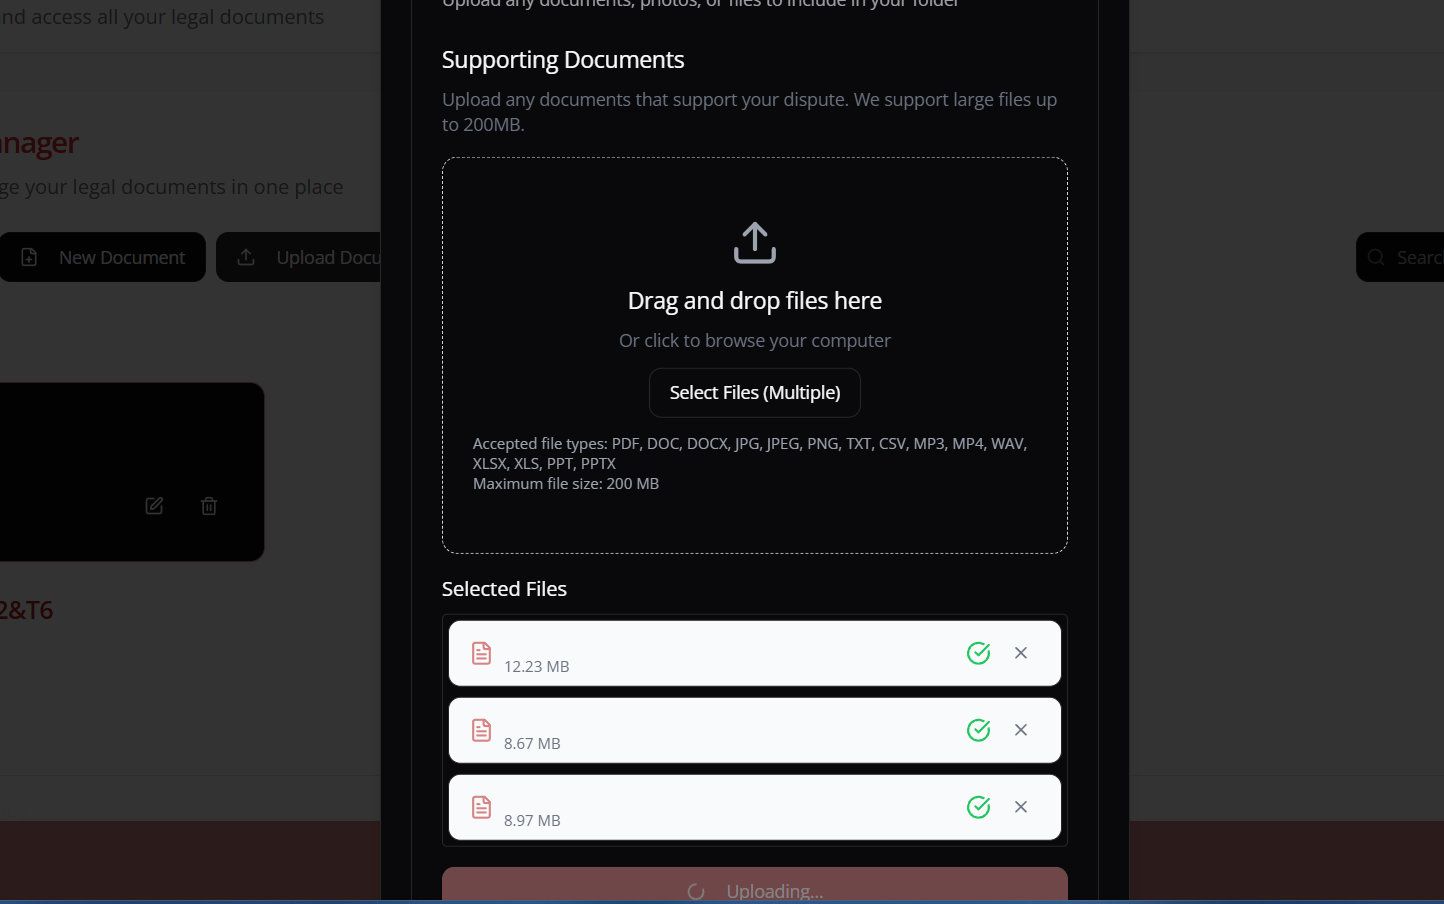 nd access all your legal documents
Upload any documents, photos, or files to include in your folder
Supporting Documents
Upload any documents that support your dispute. We support large files up
to 200MB.
nager
ge your legal documents in one place
New Document
Upload Docu
Search
Drag and drop files here
Or click to browse your computer
Select Files (Multiple)
Accepted file types: PDF, DOC, DOCX, JPG, JPEG, PNG, TXT, CSV, MP3, MP4, WAV,
XLSX, XLS, PPT, PPTX
Maximum file size: 200 MB
Selected Files
2&T6
12.23 MB
8.67 MB
8.97 MB
Uploading...